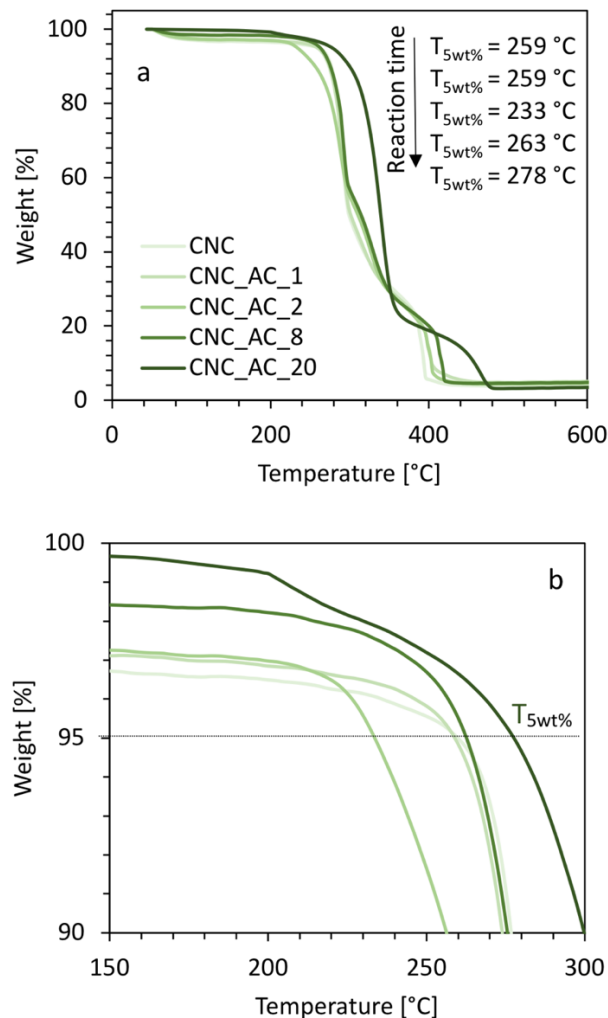 a
Weight [%]
100
80
60
40
20
0
0
200
400
600
Temperature [°C]
CNC
CNC_AC_1
CNC_AC_2
CNC_AC_8
CNC_AC_20
Reaction time
T5wt% = 259 °C
T5wt% = 259 °C
T5wt% = 233 °C
T5wt% = 263 °C
T5wt% = 278 °C
b
Weight [%]
100
95
90
T5wt%
150
200
250
300
Temperature [°C]